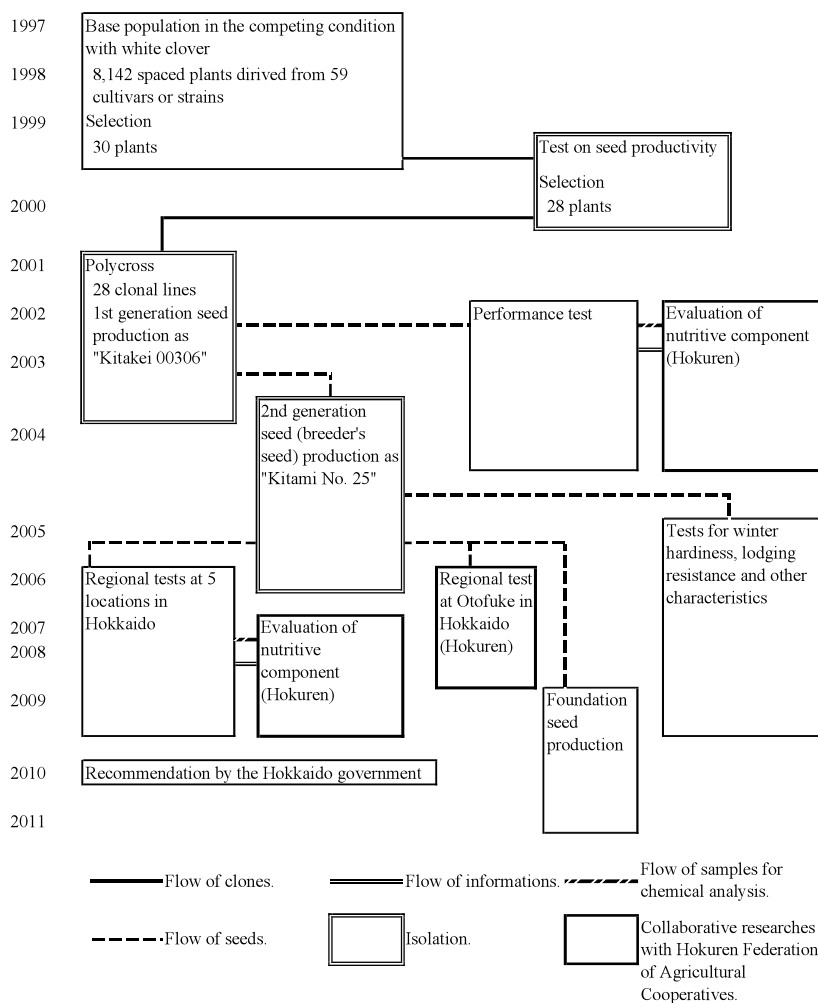 1997
Base population in the competing condition
with white clover
1998
8,142 spaced plants dirived from 59
cultivars or strains
1999
Selection
30 plants
Test on seed productivity
Selection
2000
28 plants
2001
Polycross
28 clonal lines
2002
1st generation seed
production as
"Kitakei 00306"
Performance test
Evaluation of
nutritive component
(Hokuren)
2003
2nd generation
seed (breeder's
seed) production as
"Kitami No. 25"
2004
2005
Tests for winter
hardiness, lodging
resistance and other
characteristics
2006
Regional tests at 5
locations in
Hokkaido
Regional test
at Otofuke in
Hokkaido
(Hokuren)
2007
2008
Evaluation of
nutritive
component
(Hokuren)
2009
Foundation
seed
production
2010
Recommendation by the Hokkaido government
2011
Flow of clones.
Flow of informations.
Flow of samples for
chemical analysis.
Flow of seeds.
Isolation.
Collaborative researches
with Hokuren Federation
of Agricultural
Cooperatives.